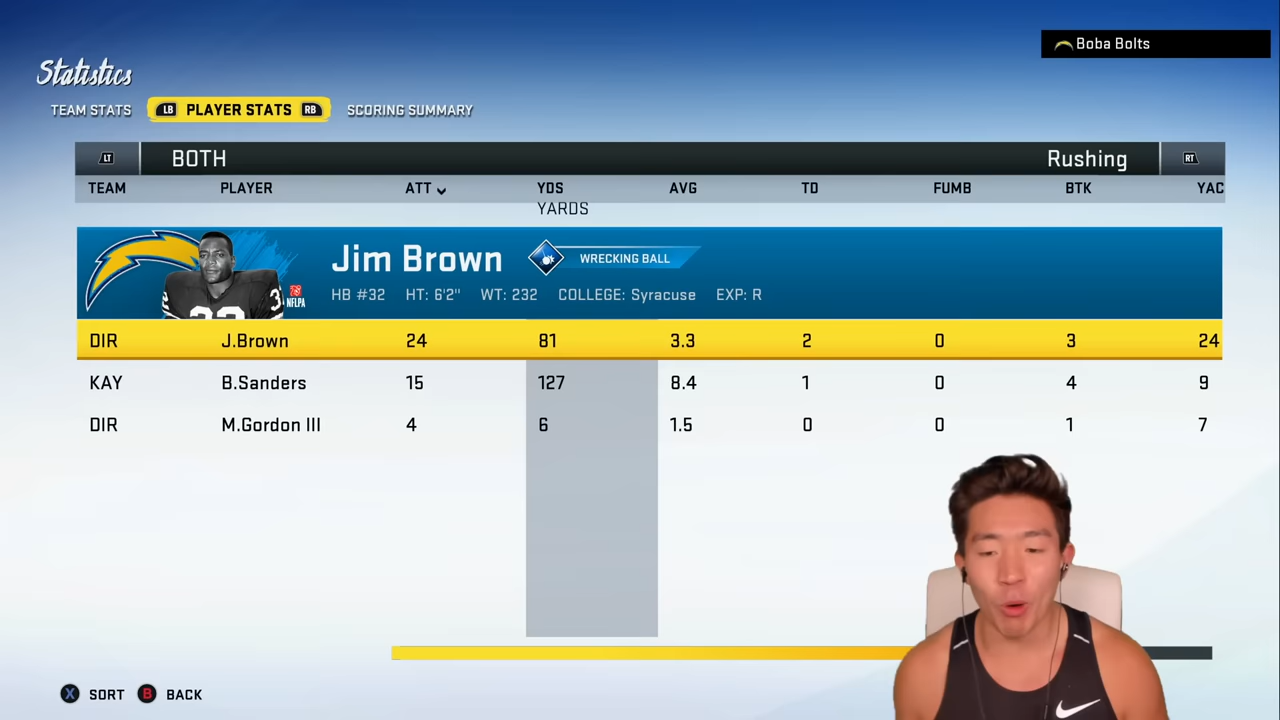 Boba Bolts
Statistics
TEAM STATS LB PLAYER STATS RB SCORING SUMMARY
LT BOTH Rushing RT
TEAM PLAYER ATT YDS AVG TD FUMB BTK YAC
YARDS
Jim Brown WRECKING BALL
HB #32 HT: 6'2" WT: 232 COLLEGE: Syracuse EXP: R
NFLPA
DIR J.Brown 24 81 3.3 2 0 3 24
KAY B.Sanders 15 127 8.4 1 0 4 9
DIR M.Gordon III 4 6 1.5 0 0 1 7
X SORT B BACK